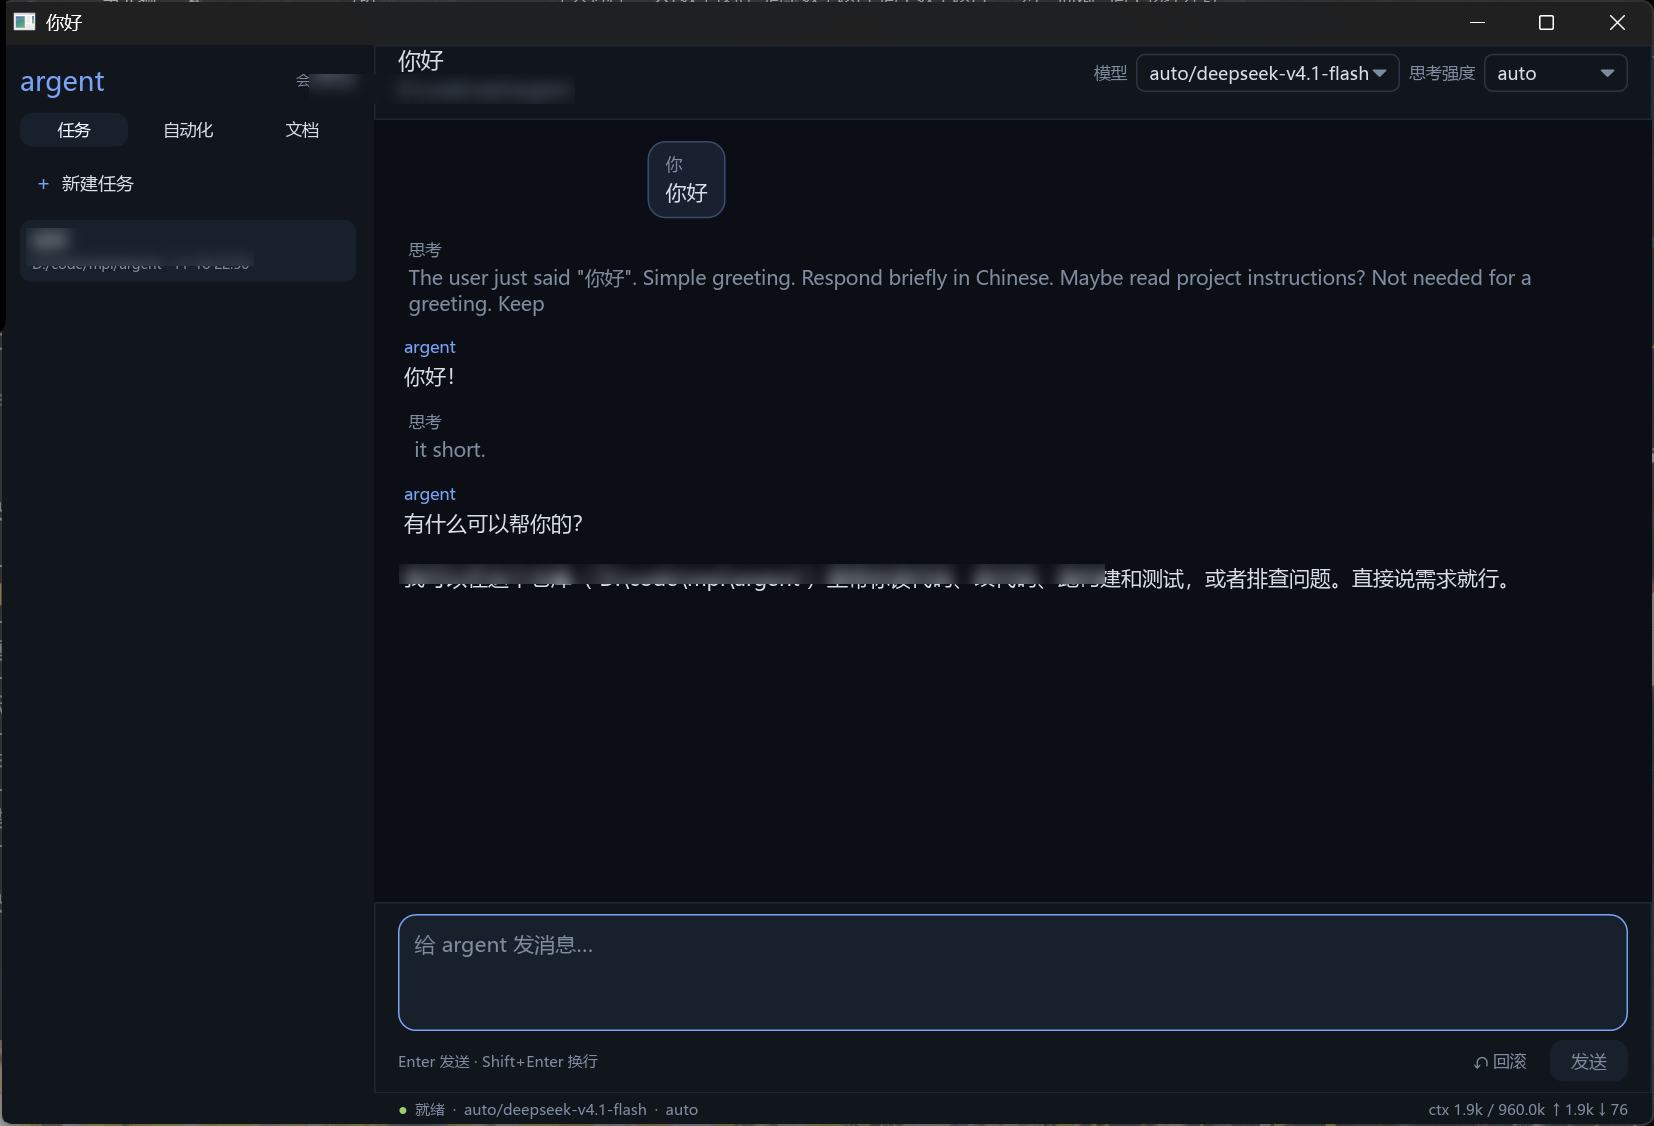 你好
argent
会
任务
自动化
文档
+ 新建任务
你好
模型
auto/deepseek-v4.1-flash
思考强度
auto
你
你好
思考
The user just said "你好". Simple greeting. Respond briefly in Chinese. Maybe read project instructions? Not needed for a
greeting. Keep
argent
你好！
思考
it short.
argent
有什么可以帮你的？
建和测试，或者排查问题。直接说需求就行。
给 argent 发消息...
Enter 发送 · Shift+Enter 换行
回滚
发送
就绪 · auto/deepseek-v4.1-flash · auto
ctx 1.9k / 960.0k ↑ 1.9k ↓ 76